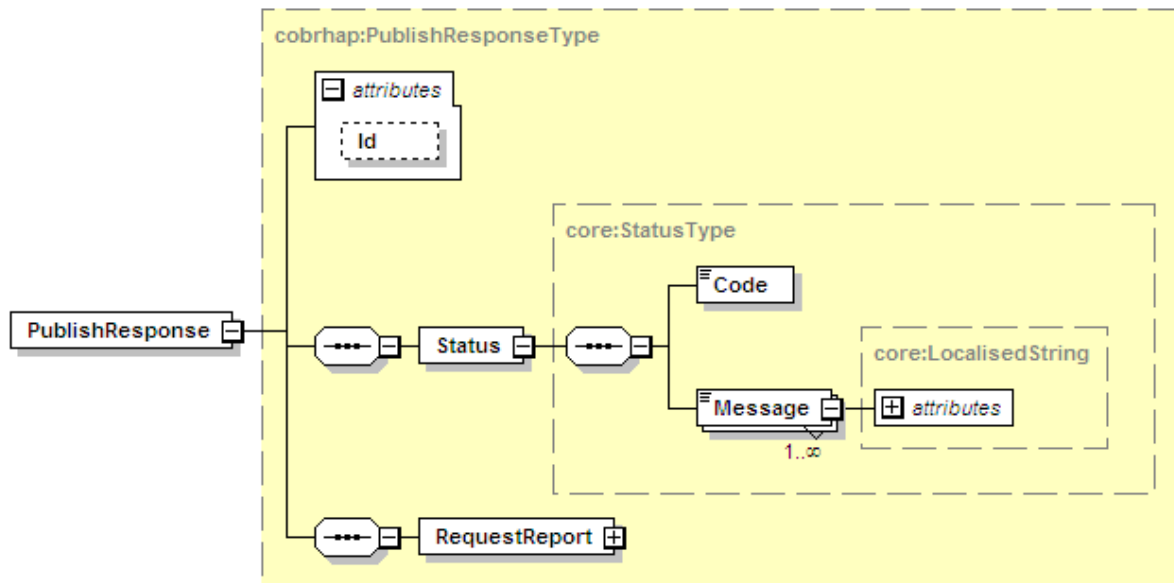 cobrhap:PublishResponseType
attributes
Id
core:StatusType
Code
PublishResponse
Status
core:LocalisedString
Message
attributes
1..∞
RequestReport